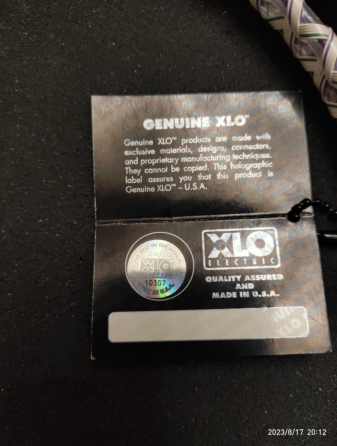 GENUINE XLO™
Genuine XLO™ products are made with
exclusive materials, designs, connectors,
and proprietary manufacturing techniques.
They cannot be copied. This holographic
label assures you that this product is
Genuine XLO™ – U.S.A.
XLO
10307
XLO
ELECTRIC
QUALITY ASSURED
AND
MADE IN U.S.A.
XLO
2023/8/17 20:12